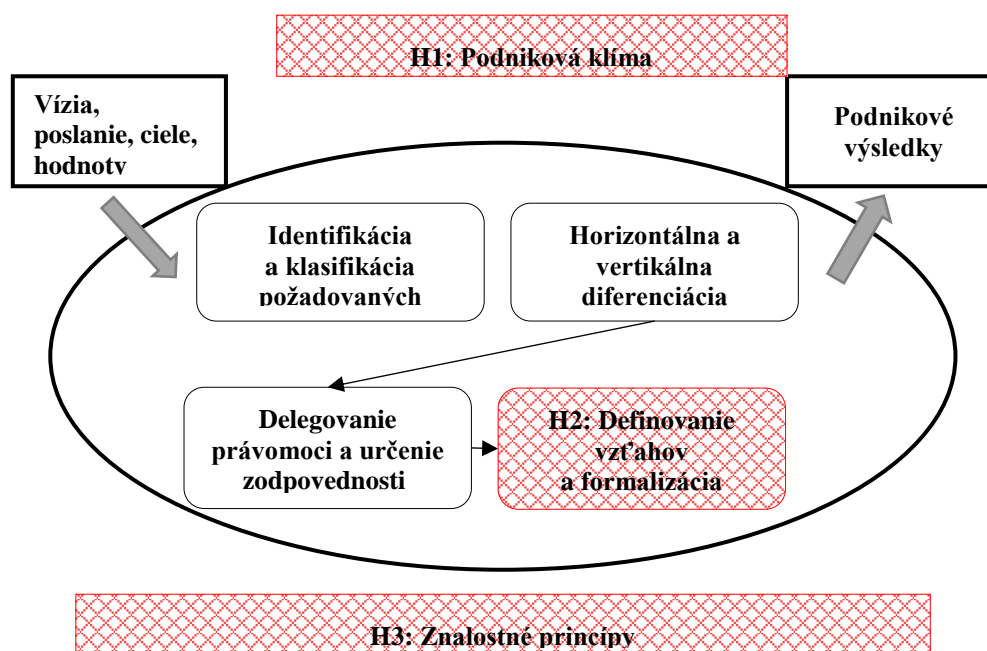 H1: Podniková klíma
Vízia,
poslanie, ciele,
hodnoty
Podnikové
výsledky
Identifikácia
a klasifikácia
požadovaných
Horizontálna a
vertikálna
diferenciácia
Delegovanie
právomoci a určenie
zodpovednosti
H2: Definovanie
vzťahov
a formalizácia
H3: Znalostné princípy